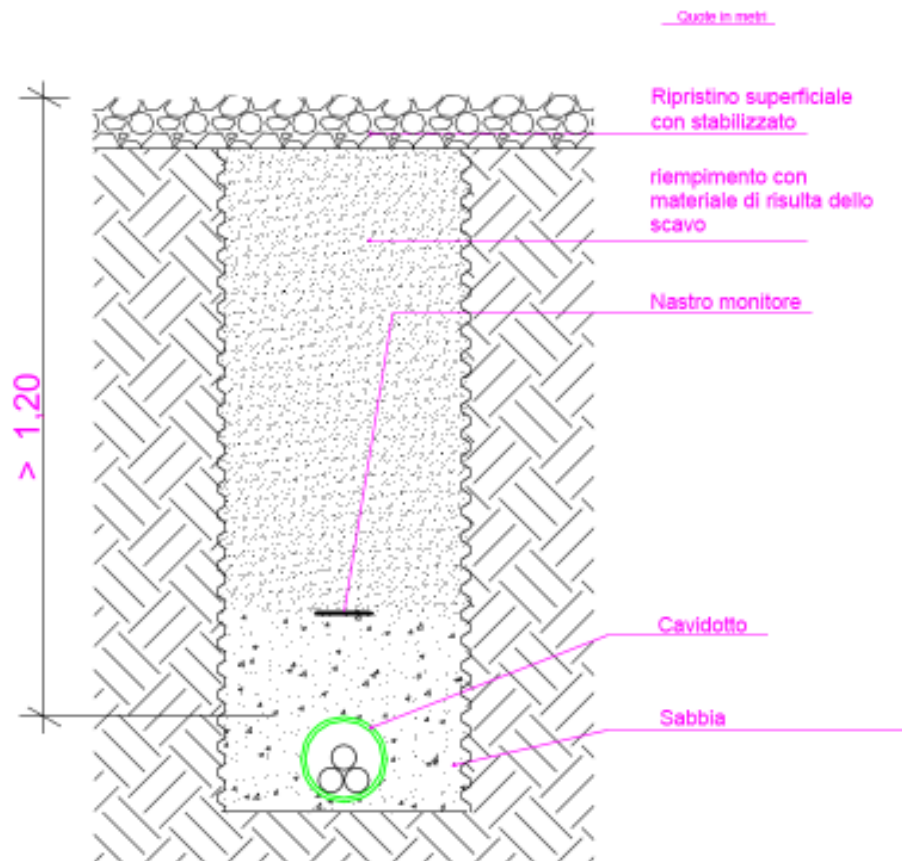 Quote in metri
Ripristino superficiale
con stabilizzato
riempimento con
materiale di risulta dello
scavo
Nastro monitore
> 1,20
Cavidotto
Sabbia